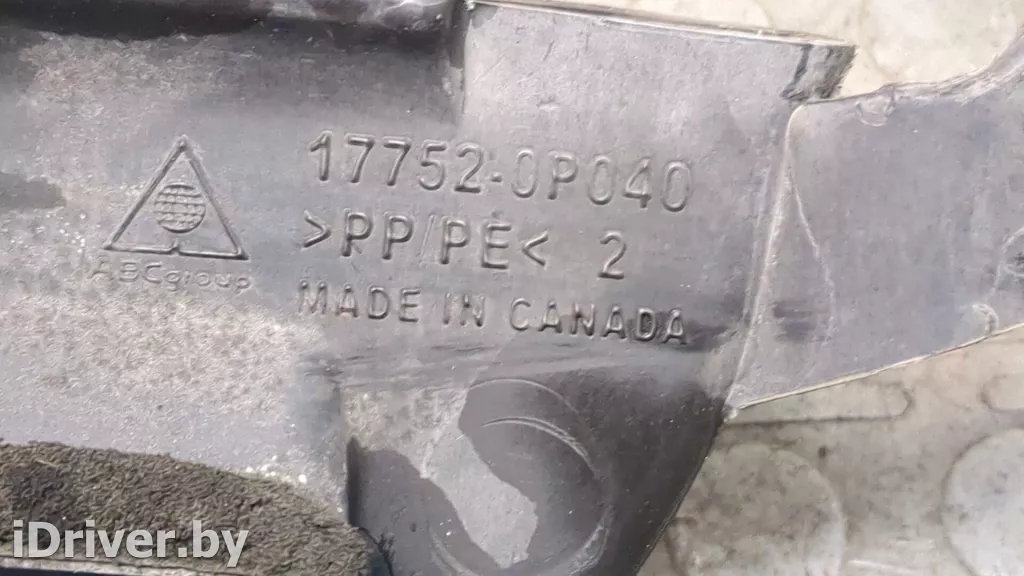 17752-0P040
>PP/PE< 2
ABCgroup
MADE IN CANADA
iDriver.by